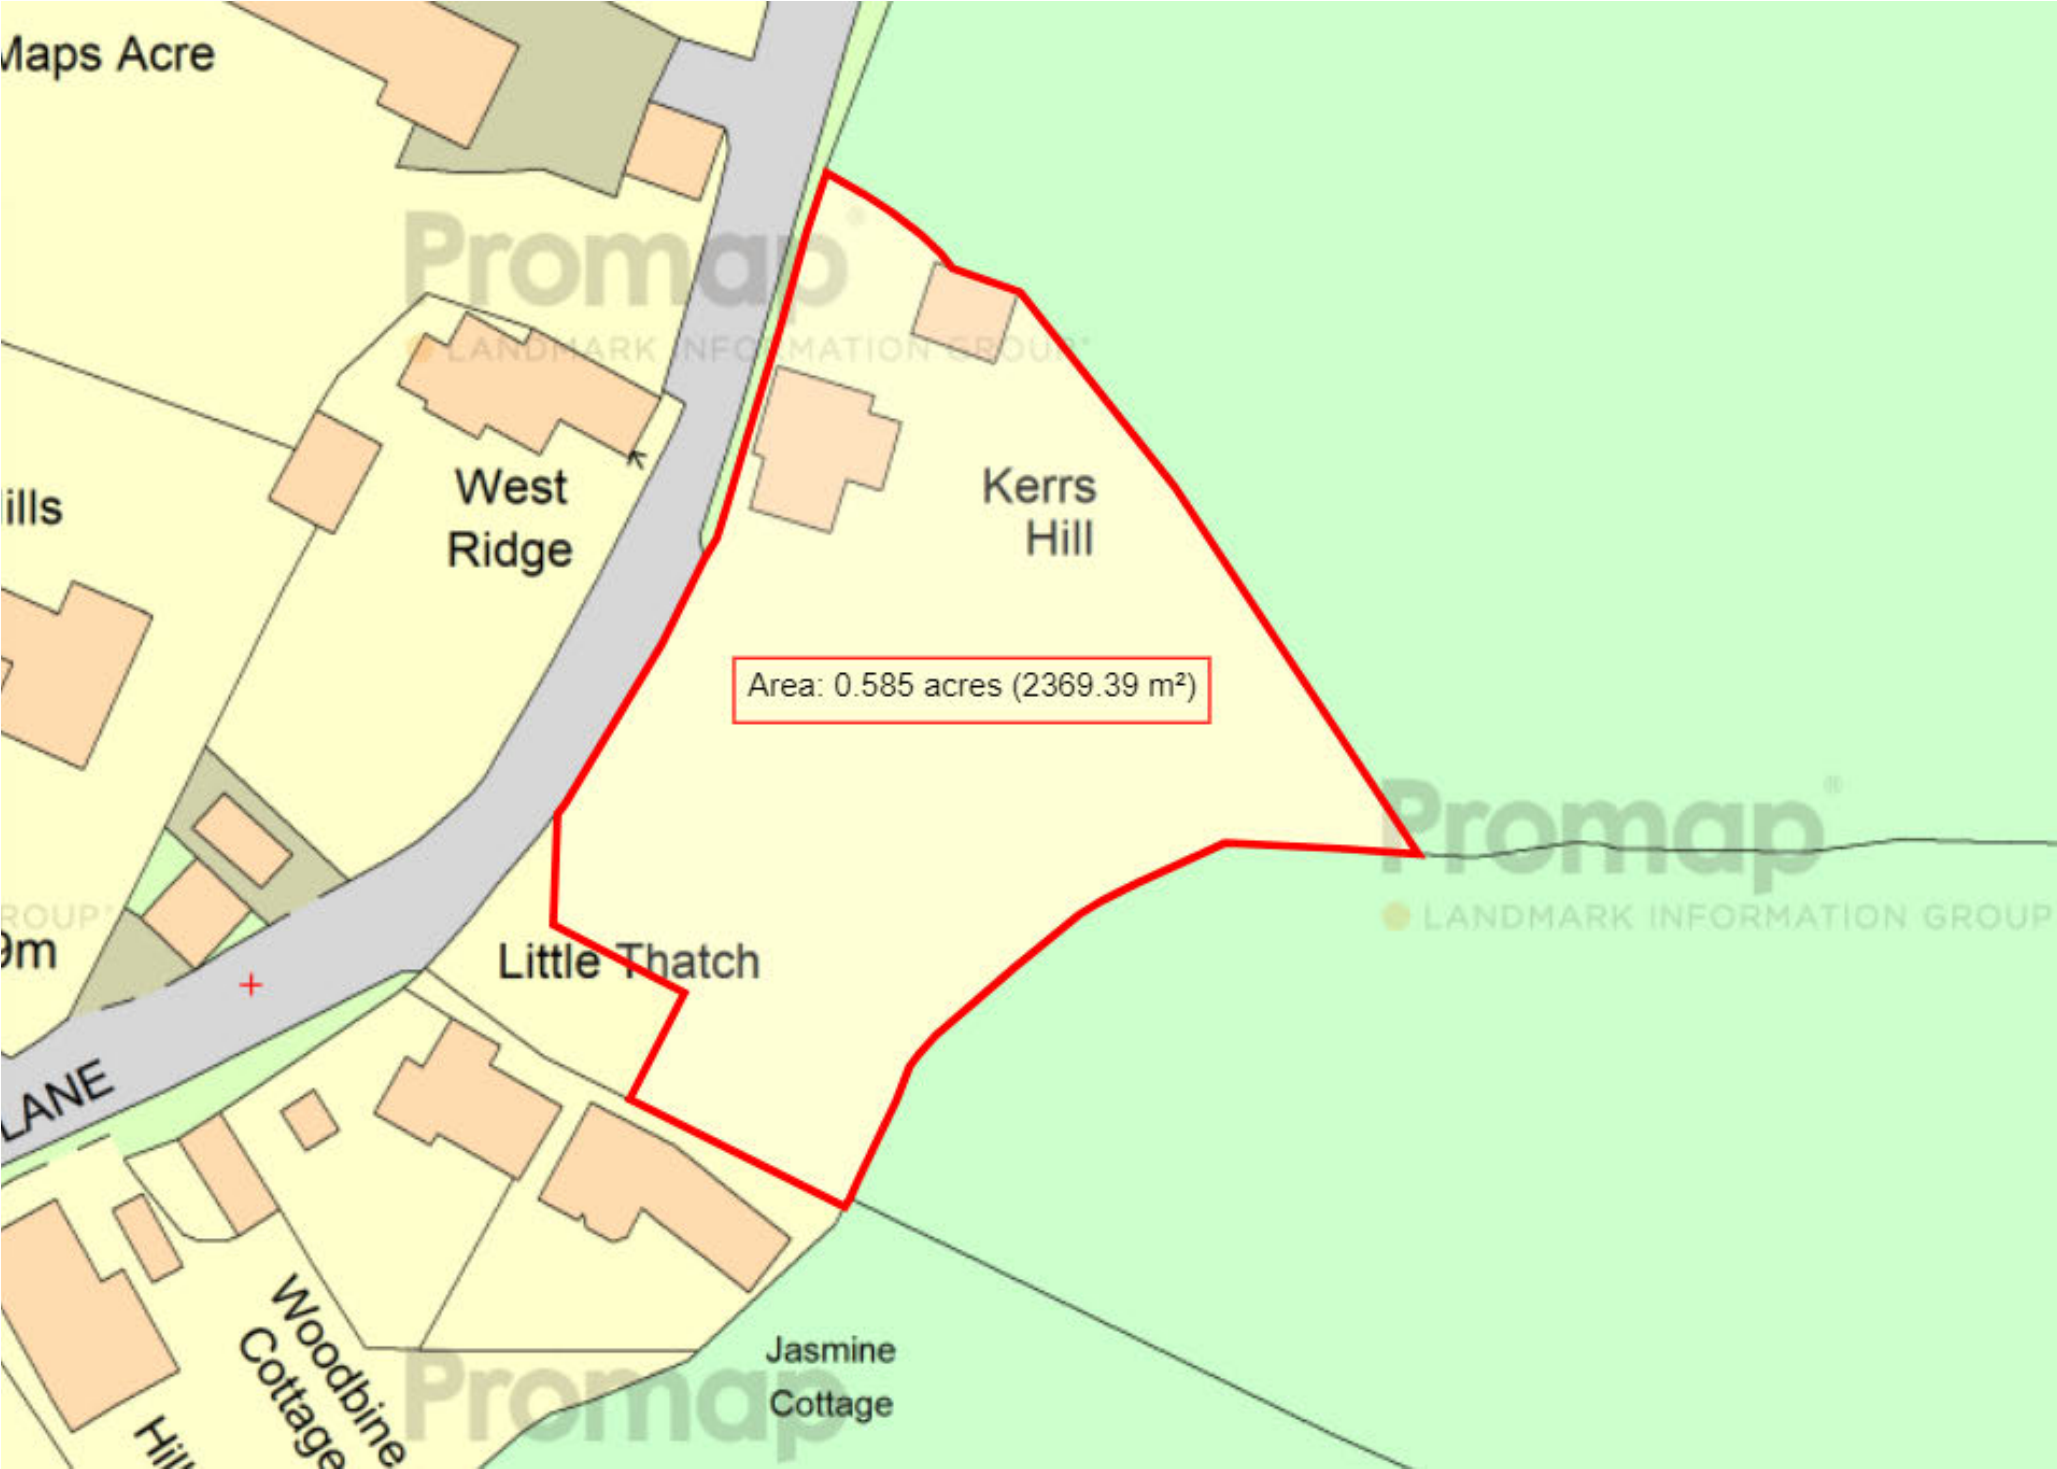 Maps Acre
Promap®
LANDMARK INFORMATION GROUP®
West
Ridge
Kerrs
Hill
ills
Area: 0.585 acres (2369.39 m²)
Promap®
LANDMARK INFORMATION GROUP
ROUP®
9m
Little Thatch
LANE
Woodbine
Cottage
Jasmine
Cottage
Promap
Hill